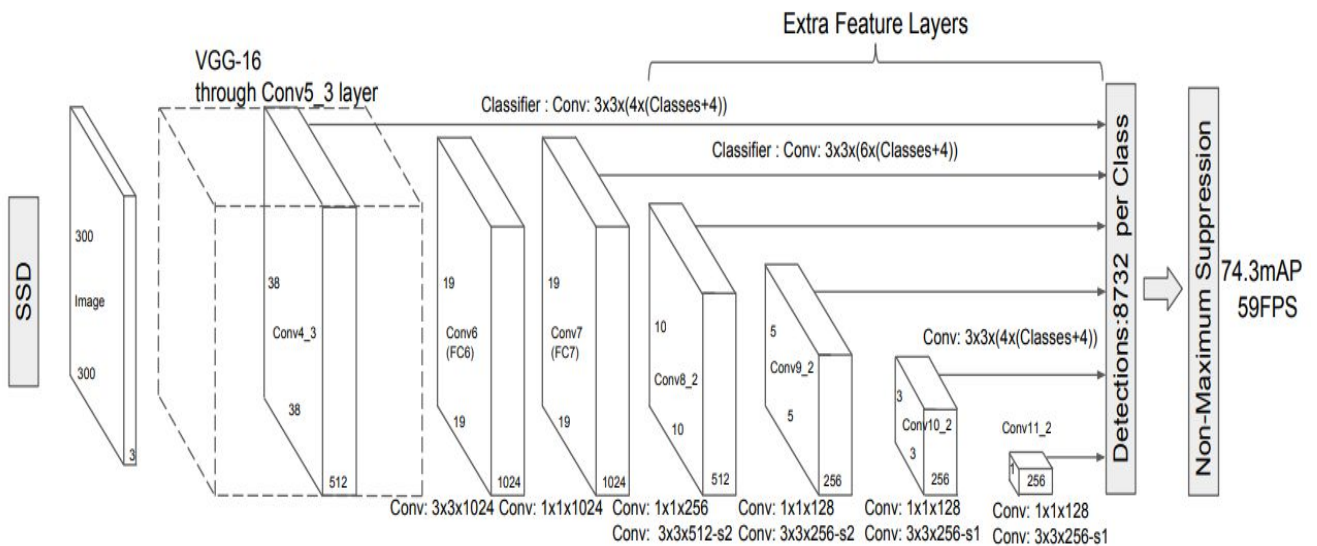 Extra Feature Layers
VGG-16
through Conv5_3 layer
Classifier : Conv: 3x3x(4x(Classes+4))
Classifier : Conv: 3x3x(6x(Classes+4))
SSD
300
Image
300
3
38
Conv4_3
38
512
19
Conv6
(FC6)
19
1024
19
Conv7
(FC7)
19
1024
10
Conv8_2
10
512
5
Conv9_2
5
256
Conv: 3x3x(4x(Classes+4))
3
Conv10_2
3
256
Conv11_2
1
256
Detections:8732 per Class
Non-Maximum Suppression
74.3mAP
59FPS
Conv: 3x3x1024
Conv: 1x1x1024
Conv: 1x1x256
Conv: 3x3x512-s2
Conv: 1x1x128
Conv: 3x3x256-s2
Conv: 1x1x128
Conv: 3x3x256-s1
Conv: 1x1x128
Conv: 3x3x256-s1